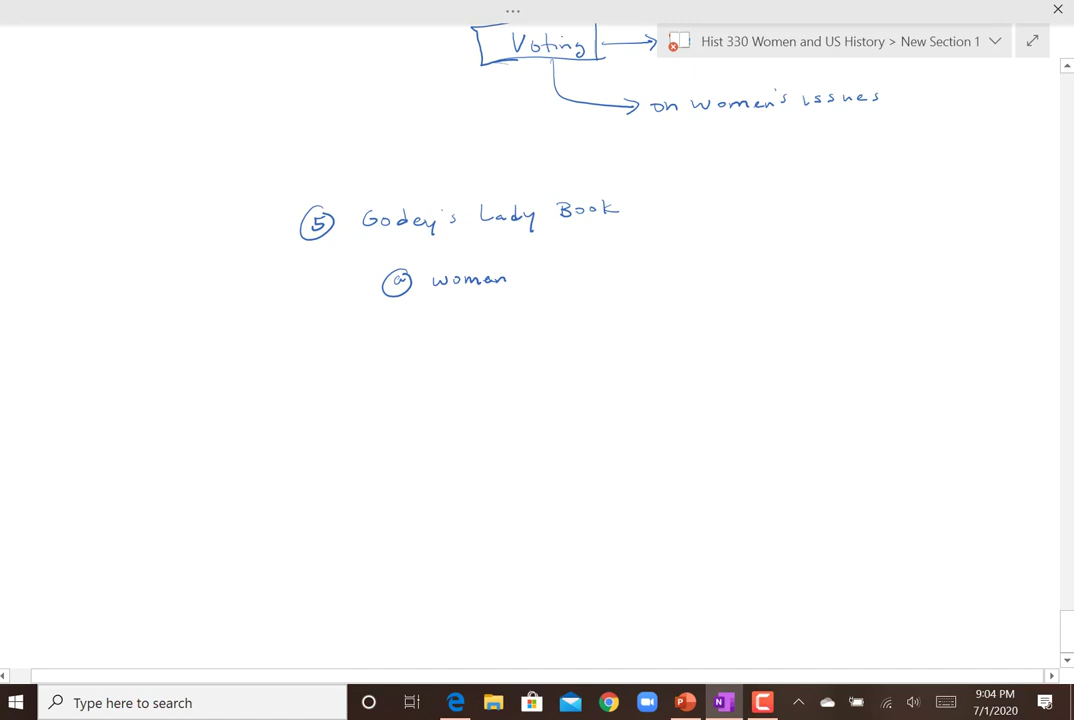 Voting
Hist 330 Women and US History > New Section 1
on women's issues
5 Godey's Lady Book
a woman
Type here to search
9:04 PM
7/1/2020